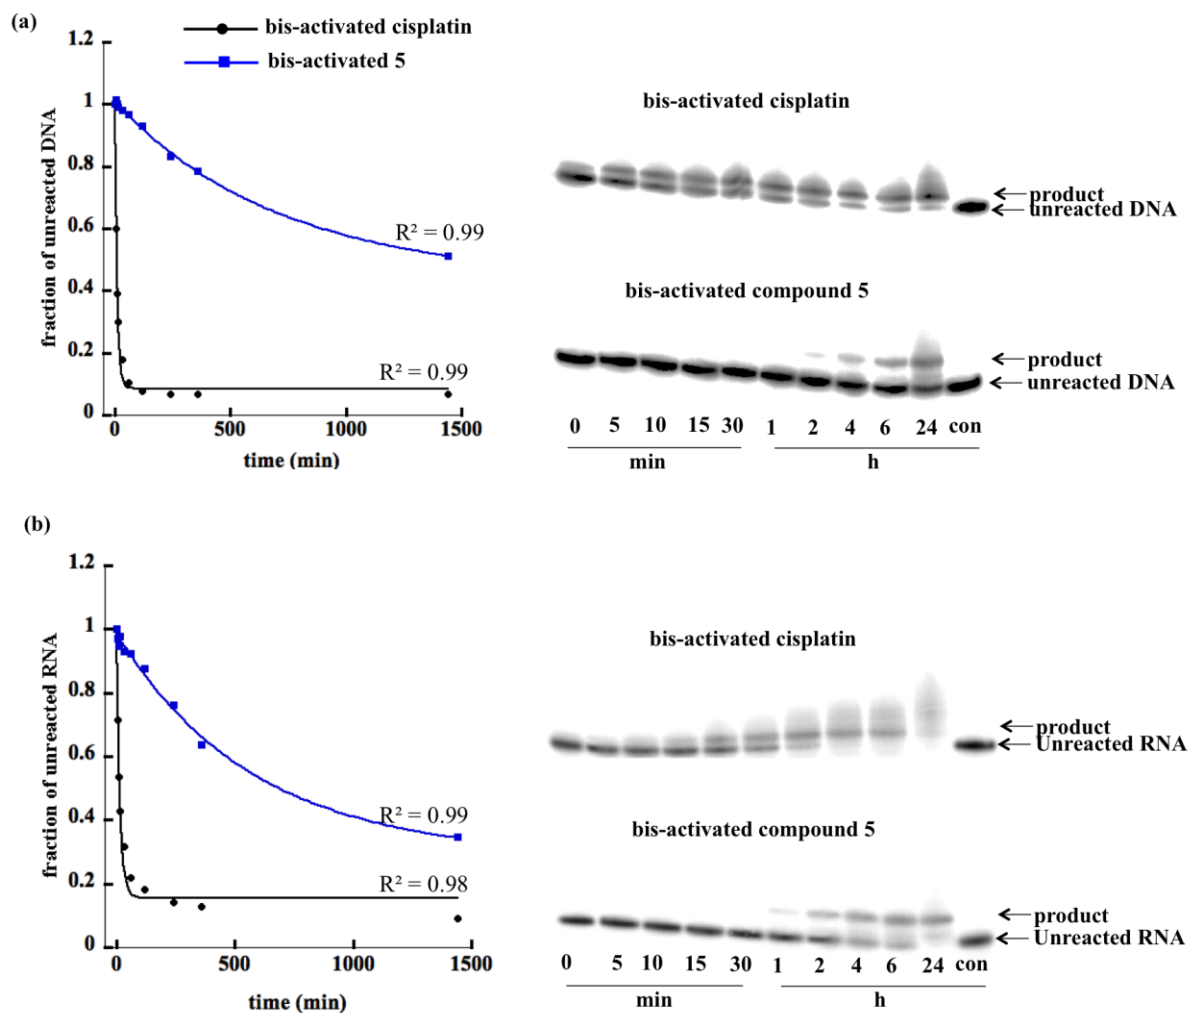 (a)
bis-activated cisplatin
bis-activated 5
1.2
1
0.8
0.6
0.4
0.2
0
fraction of unreacted DNA
R² = 0.99
R² = 0.99
0 500 1000 1500
time (min)
bis-activated cisplatin
product
unreacted DNA
bis-activated compound 5
product
unreacted DNA
0 5 10 15 30 1 2 4 6 24 con
min h
(b)
1.2
1
0.8
0.6
0.4
0.2
0
fraction of unreacted RNA
R² = 0.99
R² = 0.98
0 500 1000 1500
time (min)
bis-activated cisplatin
product
Unreacted RNA
bis-activated compound 5
product
Unreacted RNA
0 5 10 15 30 1 2 4 6 24 con
min h